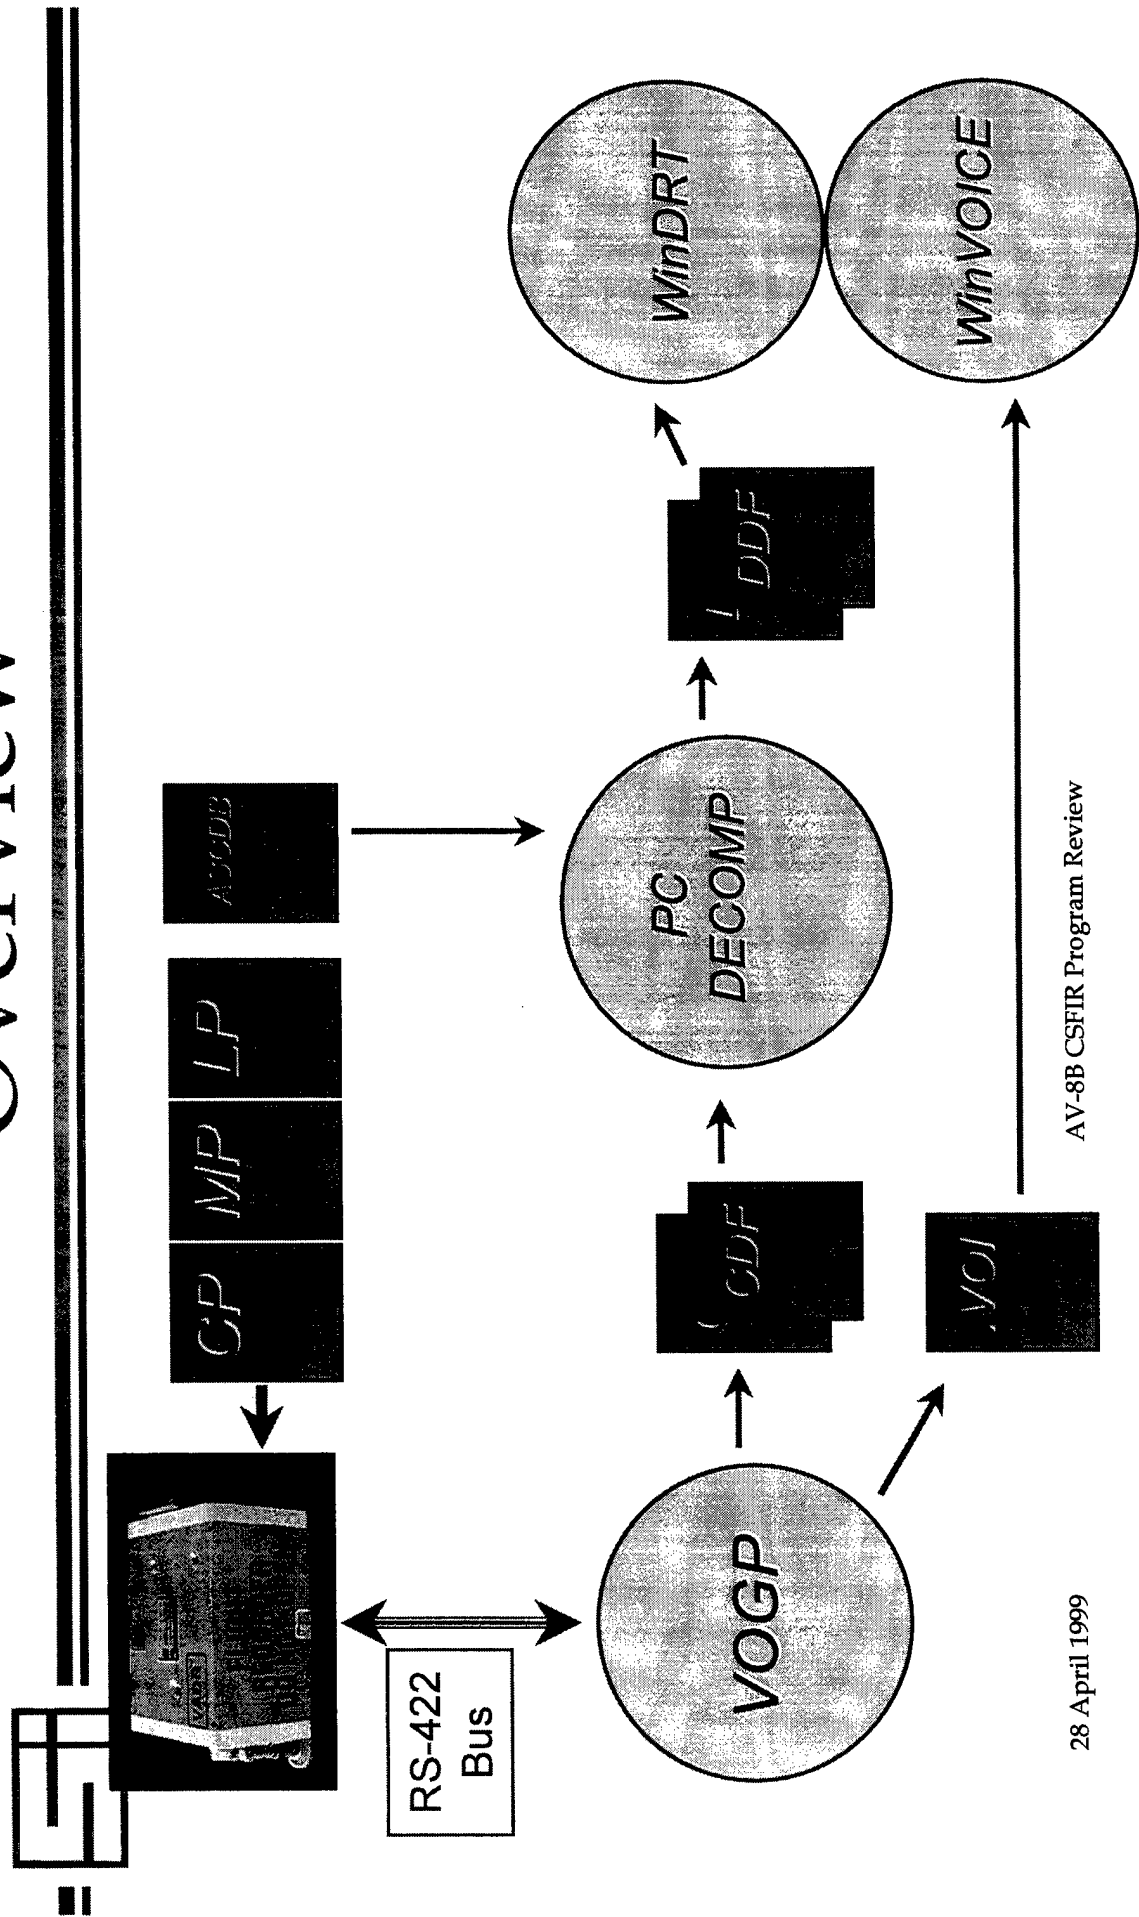 Overview
CP
MP
LP
RS-422
Bus
VOGP
CDF
.VOI
PC
DECOMP
DDF
WinDRT
WinVOICE
28 April 1999
AV-8B CSFIR Program Review